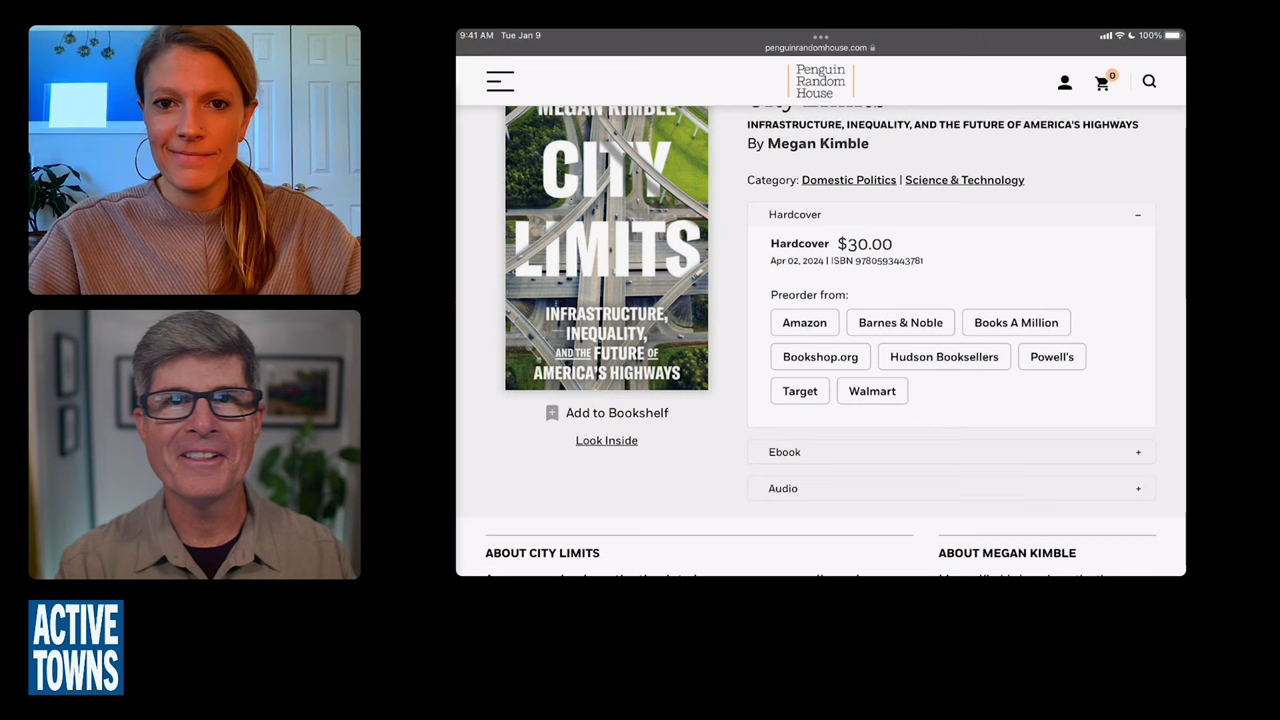 9:41 AM Tue Jan 9
penguinrandomhouse.com
100%
Penguin
Random
House
0
City Limits
INFRASTRUCTURE, INEQUALITY, AND THE FUTURE OF AMERICA'S HIGHWAYS
By Megan Kimble
Category: Domestic Politics | Science & Technology
MEGAN KIMBLE
CITY
LIMITS
INFRASTRUCTURE,
INEQUALITY,
AND THE FUTURE OF
AMERICA'S HIGHWAYS
Add to Bookshelf
Look Inside
Hardcover
Hardcover $30.00
Apr 02, 2024 | ISBN 9780593443781
Preorder from:
Amazon Barnes & Noble Books A Million
Bookshop.org Hudson Booksellers Powell's
Target Walmart
Ebook
Audio
ABOUT CITY LIMITS
ABOUT MEGAN KIMBLE
ACTIVE
TOWNS